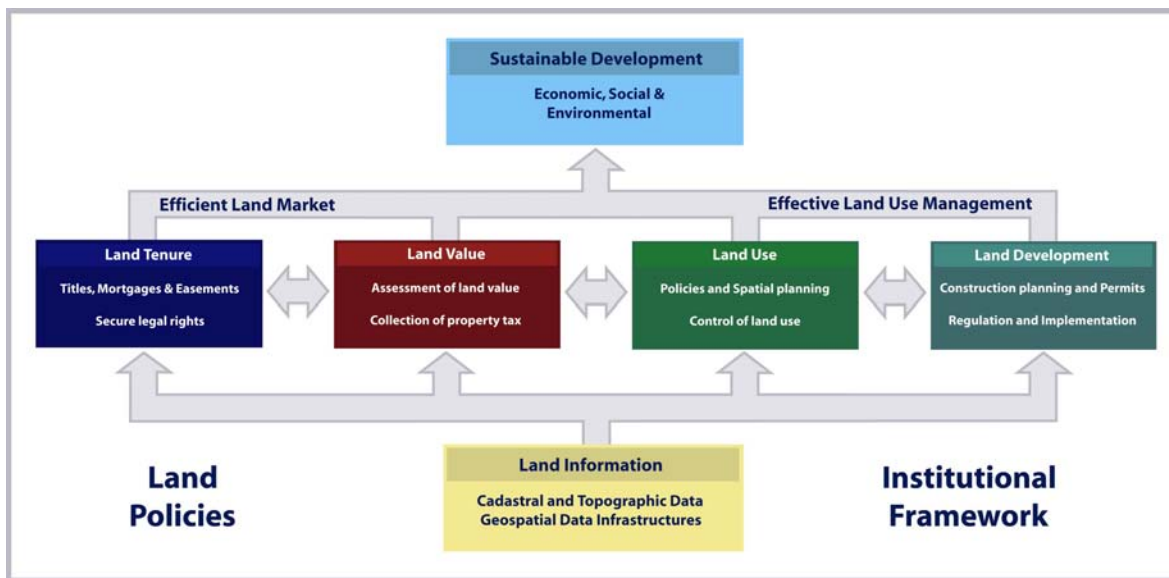 Sustainable Development
Economic, Social &
Environmental
Efficient Land Market
Effective Land Use Management
Land Tenure
Titles, Mortgages & Easements
Secure legal rights
Land Value
Assessment of land value
Collection of property tax
Land Use
Policies and Spatial planning
Control of land use
Land Development
Construction planning and Permits
Regulation and Implementation
Land
Policies
Land Information
Cadastral and Topographic Data
Geospatial Data Infrastructures
Institutional
Framework